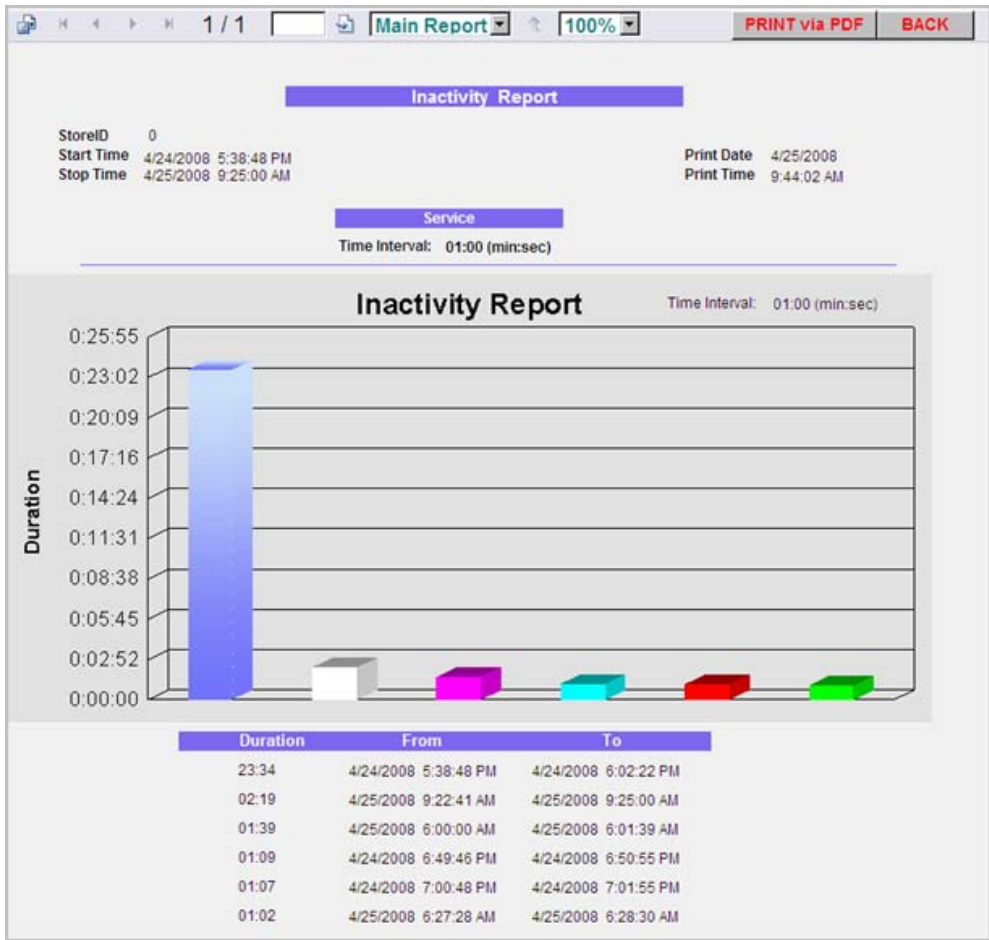 1 / 1 Main Report 100% PRINT via PDF BACK
Inactivity Report
StoreID 0
Start Time 4/24/2008 5:38:48 PM Print Date 4/25/2008
Stop Time 4/25/2008 9:25:00 AM Print Time 9:44:02 AM
Service
Time Interval: 01:00 (min:sec)
Inactivity Report Time Interval: 01:00 (min:sec)
0:25:55
0:23:02
0:20:09
0:17:16
0:14:24
0:11:31
0:08:38
0:05:45
0:02:52
0:00:00
Duration
Duration From To
23:34 4/24/2008 5:38:48 PM 4/24/2008 6:02:22 PM
02:19 4/25/2008 9:22:41 AM 4/25/2008 9:25:00 AM
01:39 4/25/2008 6:00:00 AM 4/25/2008 6:01:39 AM
01:09 4/24/2008 6:49:46 PM 4/24/2008 6:50:55 PM
01:07 4/24/2008 7:00:48 PM 4/24/2008 7:01:55 PM
01:02 4/25/2008 6:27:28 AM 4/25/2008 6:28:30 AM